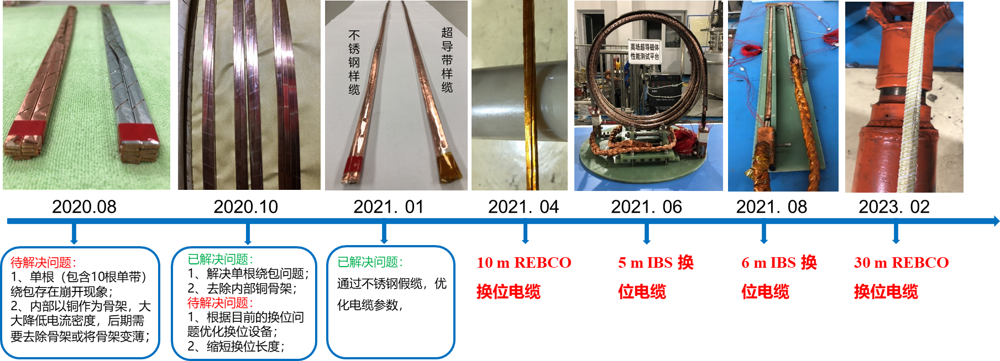 不锈钢样缆
超导带样缆
高场超导磁体
性能测试平台
2020.08
2020.10
2021. 01
2021. 04
2021. 06
2021. 08
2023. 02
待解决问题：
1、单根（包含10根单带）
绕包存在崩开现象；
2、内部以铜作为骨架，大
大降低电流密度，后期需
要去除骨架或将骨架变薄；
已解决问题：
1、解决单根绕包问题；
2、去除内部铜骨架；
待解决问题：
1、根据目前的换位问
题优化换位设备；
2、缩短换位长度；
已解决问题：
通过不锈钢假缆，优
化电缆参数，
10 m REBCO
换位电缆
5 m IBS 换
位电缆
6 m IBS 换
位电缆
30 m REBCO
换位电缆